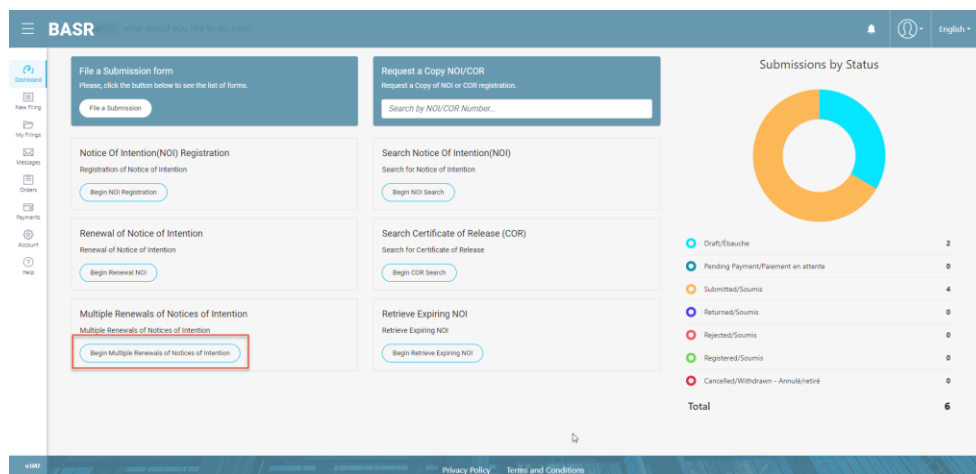 BASR what would you like to do next?
English
Dashboard
New Filing
My Filings
Messages
Orders
Payments
Account
Help
File a Submission form
Please, click the button below to see the list of forms.
File a Submission
Request a Copy NOI/COR
Request a Copy of NOI or COR registration.
Search by NOI/COR Number...
Notice Of Intention(NOI) Registration
Registration of Notice of Intention
Begin NOI Registration
Search Notice Of Intention(NOI)
Search for Notice of Intention
Begin NOI Search
Renewal of Notice of Intention
Renewal of Notice of Intention
Begin Renewal NOI
Search Certificate of Release (COR)
Search for Certificate of Release
Begin COR Search
Multiple Renewals of Notices of Intention
Multiple Renewals of Notices of Intention
Begin Multiple Renewals of Notices of Intention
Retrieve Expiring NOI
Retrieve Expiring NOI
Begin Retrieve Expiring NOI
Submissions by Status
Draft/Ébauche 2
Pending Payment/Paiement en attente 0
Submitted/Soumis 4
Returned/Soumis 0
Rejected/Soumis 0
Registered/Soumis 0
Cancelled/Withdrawn - Annulé/retiré 0
Total 6
Privacy Policy Terms and Conditions